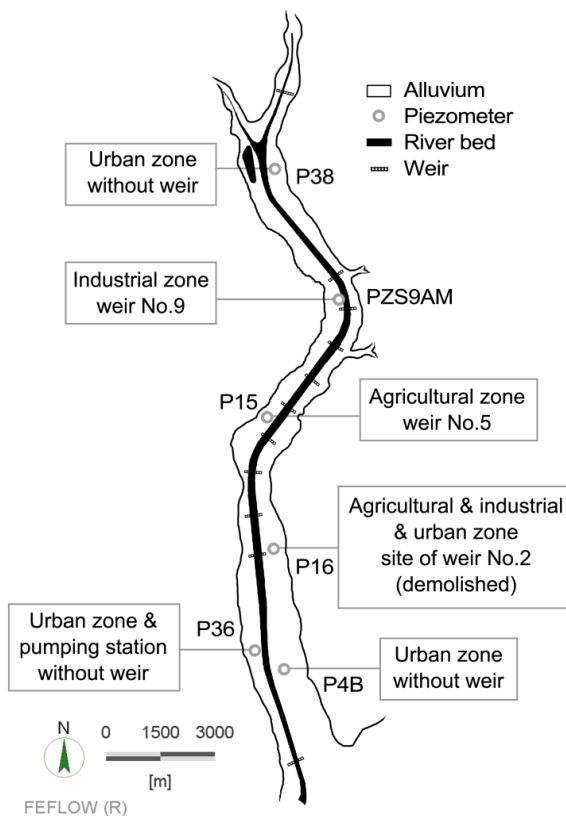 Alluvium
Piezometer
River bed
Weir
Urban zone
without weir
P38
Industrial zone
weir No.9
PZS9AM
P15
Agricultural zone
weir No.5
Agricultural & industrial
& urban zone
site of weir No.2
(demolished)
P16
Urban zone &
pumping station
without weir
P36
Urban zone
without weir
P4B
N
0 1500 3000
[m]
FEFLOW (R)